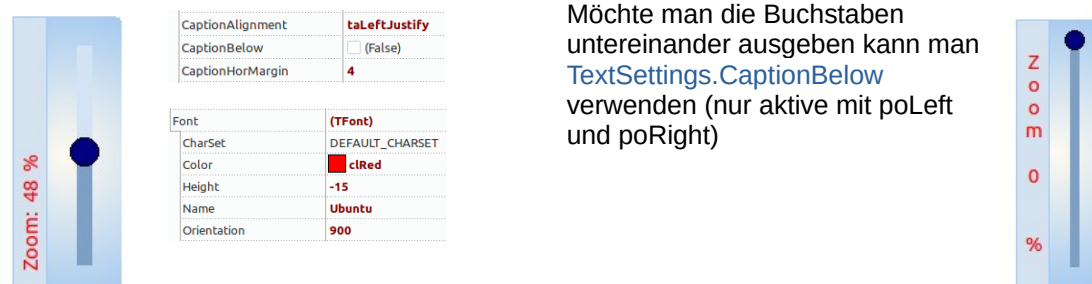 Zoom: 48 %
CaptionAlignment taLeftJustify
CaptionBelow (False)
CaptionHorMargin 4
Font (TFont)
CharSet DEFAULT_CHARSET
Color clRed
Height -15
Name Ubuntu
Orientation 900
Möchte man die Buchstaben
untereinander ausgeben kann man
TextSettings.CaptionBelow
verwenden (nur aktive mit poLeft
und poRight)
Z
o
o
m
0
%